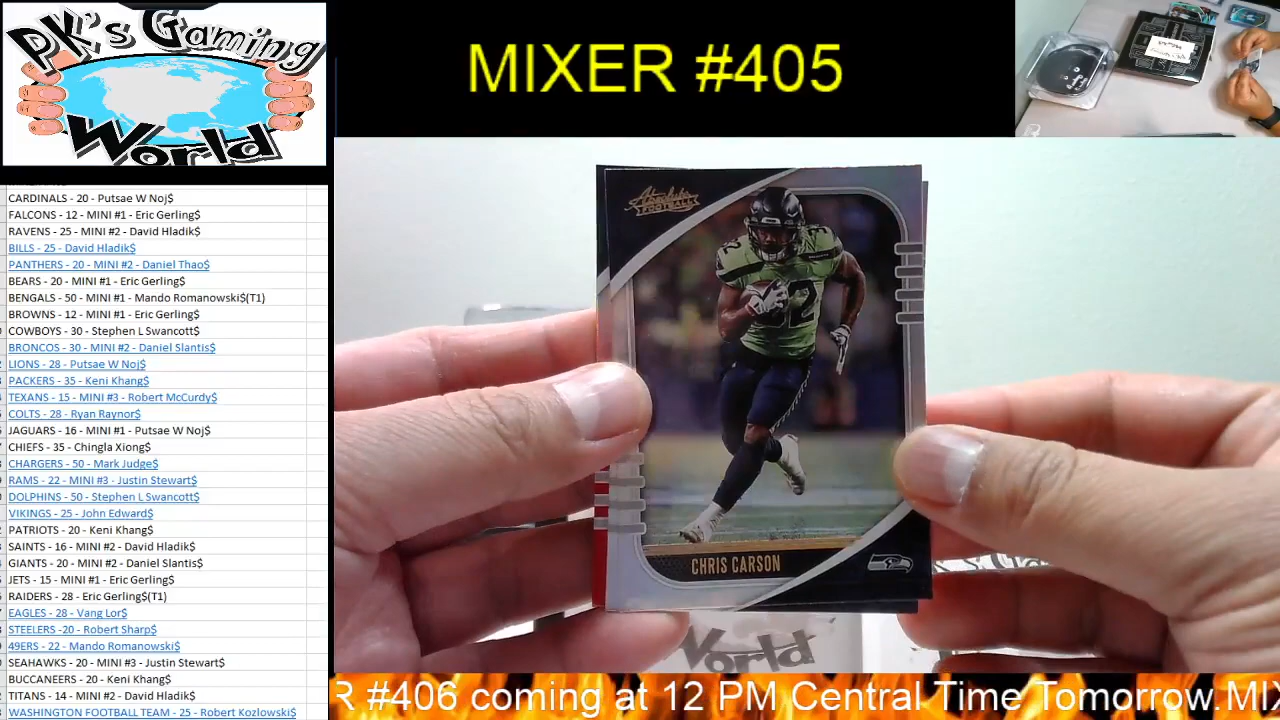 PK's Gaming
World
MIXER #405
CARDINALS - 20 - Putsae W Noj$
FALCONS - 12 - MINI #1 - Eric Gerling$
RAVENS - 25 - MINI #2 - David Hladik$
BILLS - 25 - David Hladik$
PANTHERS - 20 - MINI #2 - Daniel Thao$
BEARS - 20 - MINI #1 - Eric Gerling$
BENGALS - 50 - MINI #1 - Mando Romanowski$(T1)
BROWNS - 12 - MINI #1 - Eric Gerling$
COWBOYS - 30 - Stephen L Swancott$
BRONCOS - 30 - MINI #2 - Daniel Slantis$
LIONS - 28 - Putsae W Noj$
PACKERS - 35 - Keni Khang$
TEXANS - 15 - MINI #3 - Robert McCurdy$
COLTS - 28 - Ryan Raynor$
JAGUARS - 16 - MINI #1 - Putsae W Noj$
CHIEFS - 35 - Chingla Xiong$
CHARGERS - 50 - Mark Judge$
RAMS - 22 - MINI #3 - Justin Stewart$
DOLPHINS - 50 - Stephen L Swancott$
VIKINGS - 25 - John Edward$
PATRIOTS - 20 - Keni Khang$
SAINTS - 16 - MINI #2 - David Hladik$
GIANTS - 20 - MINI #2 - Daniel Slantis$
JETS - 15 - MINI #1 - Eric Gerling$
RAIDERS - 28 - Eric Gerling$(T1)
EAGLES - 28 - Vang Lor$
STEELERS -20 - Robert Sharp$
49ERS - 22 - Mando Romanowski$
SEAHAWKS - 20 - MINI #3 - Justin Stewart$
BUCCANEERS - 20 - Keni Khang$
TITANS - 14 - MINI #2 - David Hladik$
WASHINGTON FOOTBALL TEAM - 25 - Robert Kozlowski$
Absolute
FOOTBALL
32
32
CHRIS CARSON
World
R #406 coming at 12 PM Central Time Tomorrow.MIX